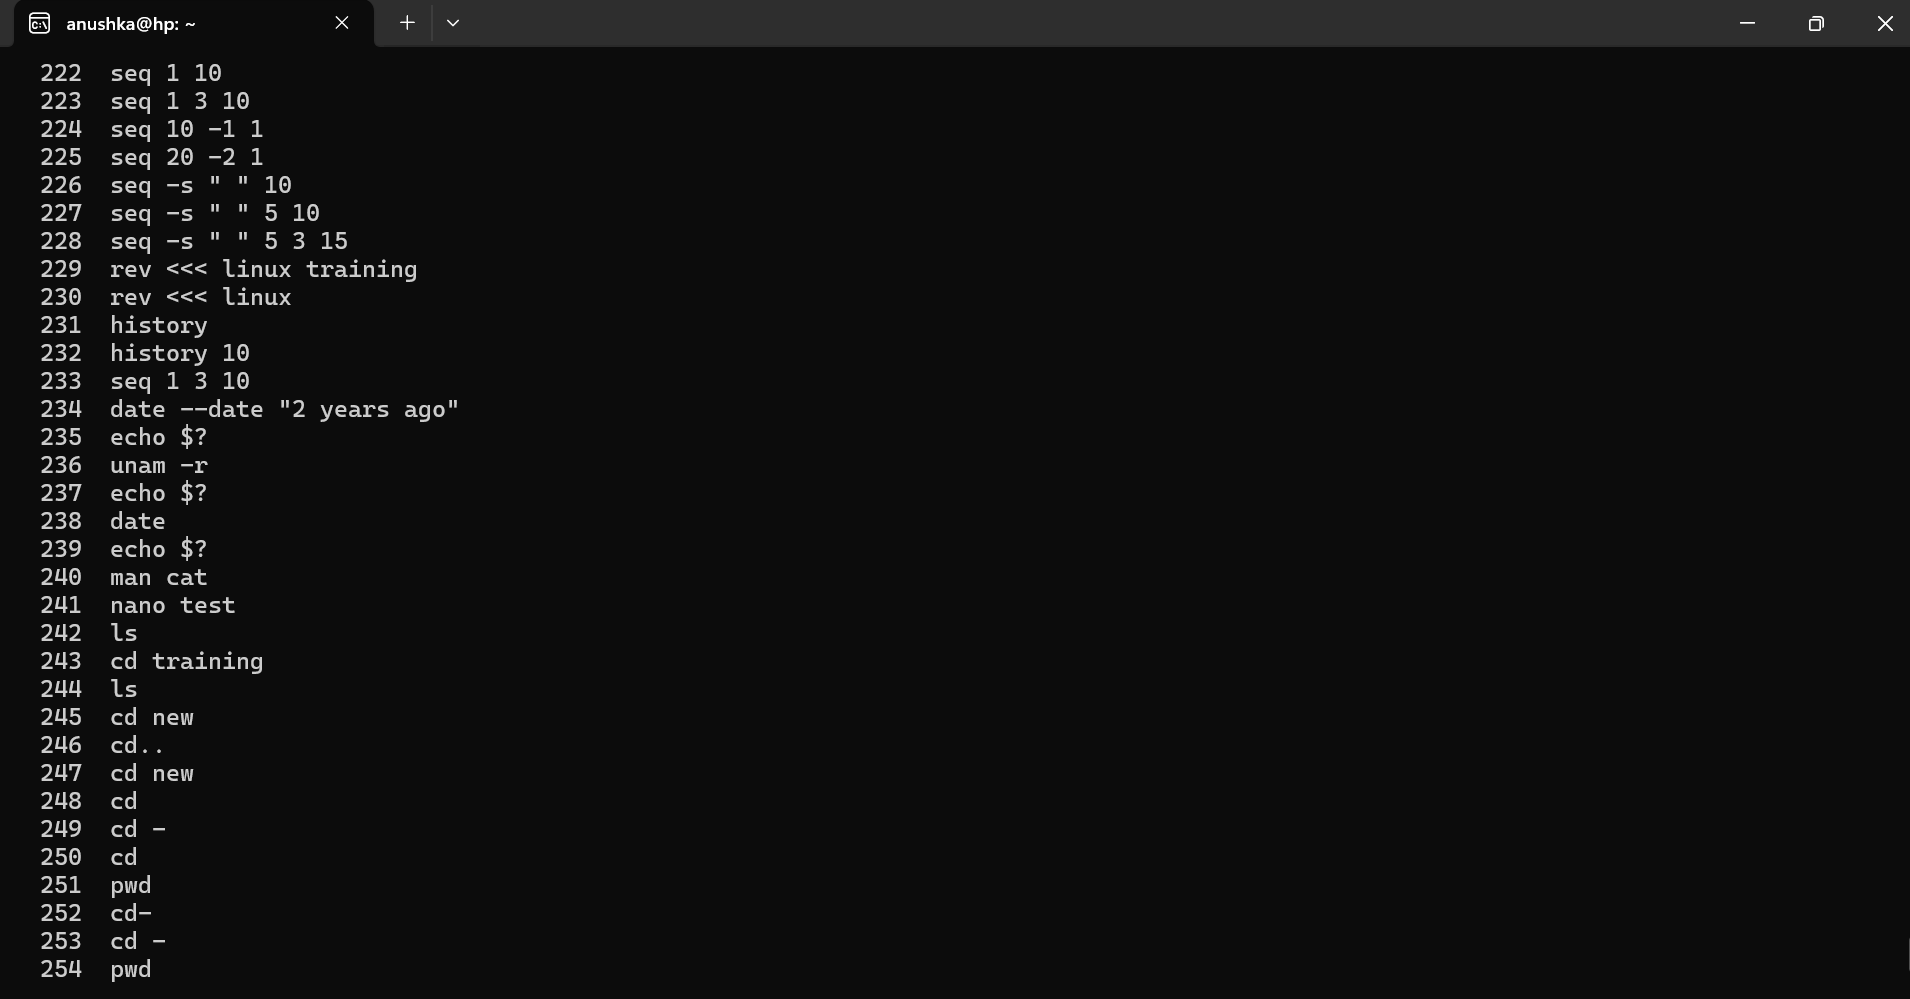 anushka@hp: ~
222 seq 1 10
223 seq 1 3 10
224 seq 10 -1 1
225 seq 20 -2 1
226 seq -s " " 10
227 seq -s " " 5 10
228 seq -s " " 5 3 15
229 rev <<< linux training
230 rev <<< linux
231 history
232 history 10
233 seq 1 3 10
234 date --date "2 years ago"
235 echo $?
236 unam -r
237 echo $?
238 date
239 echo $?
240 man cat
241 nano test
242 ls
243 cd training
244 ls
245 cd new
246 cd..
247 cd new
248 cd
249 cd -
250 cd
251 pwd
252 cd-
253 cd -
254 pwd